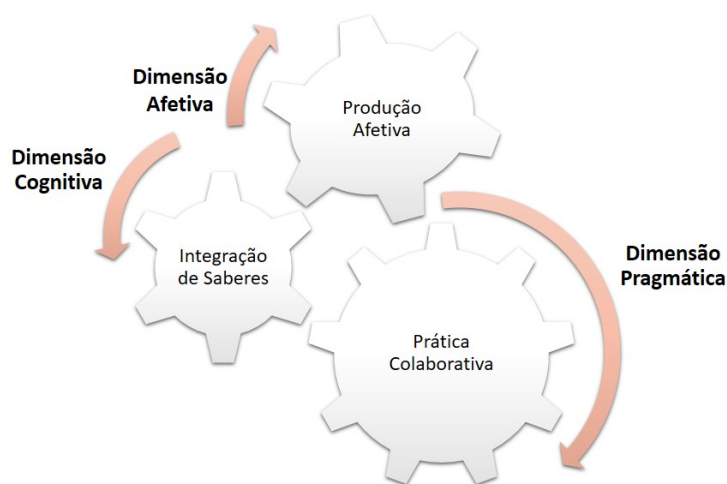 Dimensão
Afetiva
Produção
Afetiva
Dimensão
Cognitiva
Integração
de Saberes
Dimensão
Pragmática
Prática
Colaborativa